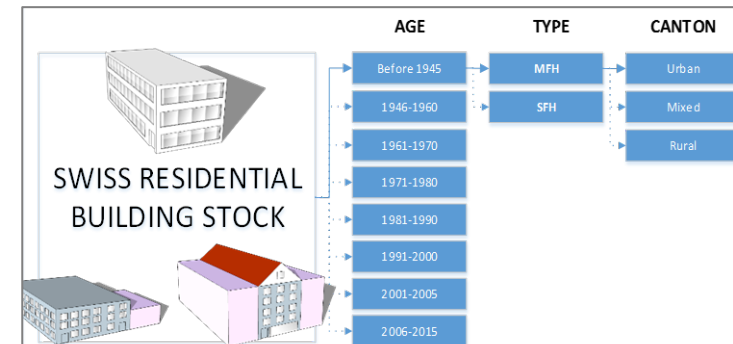 AGE
TYPE
CANTON
Before 1945
MFH
Urban
1946-1960
SFH
Mixed
1961-1970
Rural
SWISS RESIDENTIAL
BUILDING STOCK
1971-1980
1981-1990
1991-2000
2001-2005
2006-2015